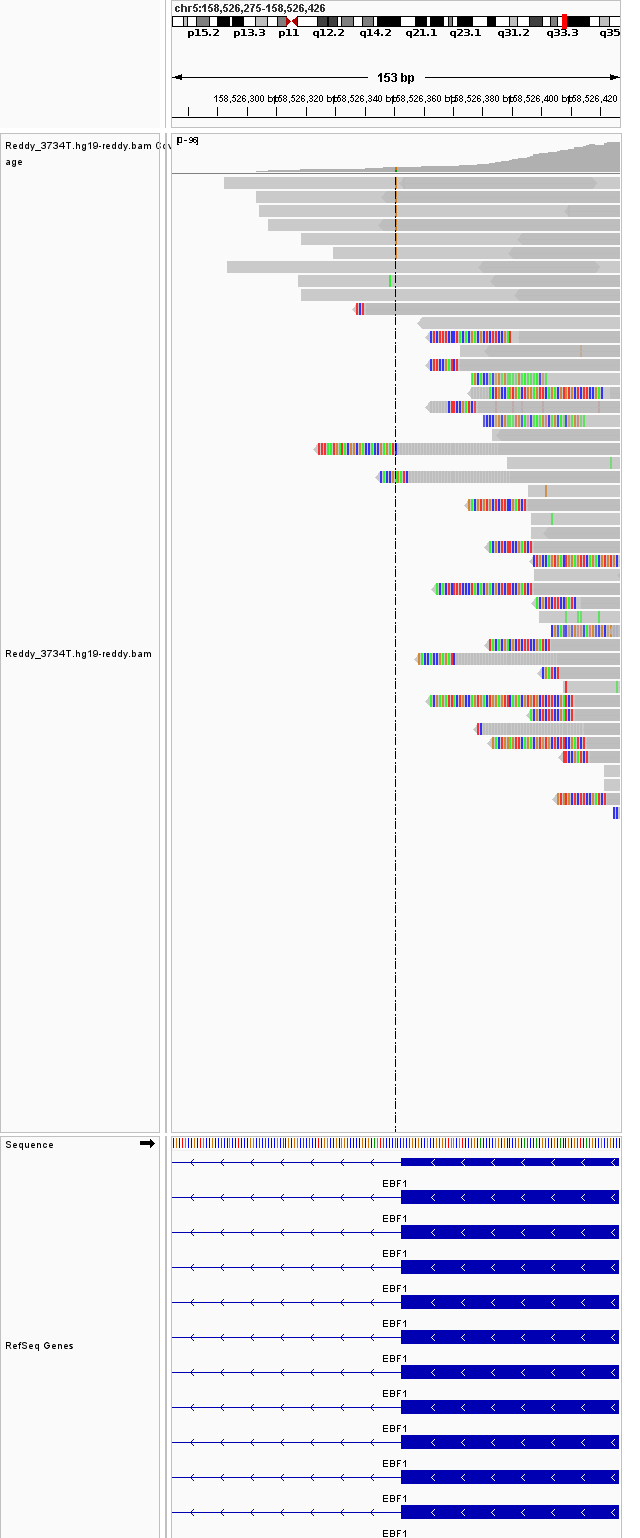 chr5:158,526,275-158,526,426
p15.2 p13.3 p11 q12.2 q14.2 q21.1 q23.1 q31.2 q33.3 q35
153 bp
158,526,300 bp 158,526,320 bp 158,526,340 bp 158,526,360 bp 158,526,380 bp 158,526,400 bp 158,526,420
[0-96]
Reddy_3734T.hg19-reddy.bam Cov
age
Reddy_3734T.hg19-reddy.bam
Sequence
EBF1
EBF1
EBF1
EBF1
EBF1
RefSeq Genes
EBF1
EBF1
EBF1
EBF1
EBF1
EBF1